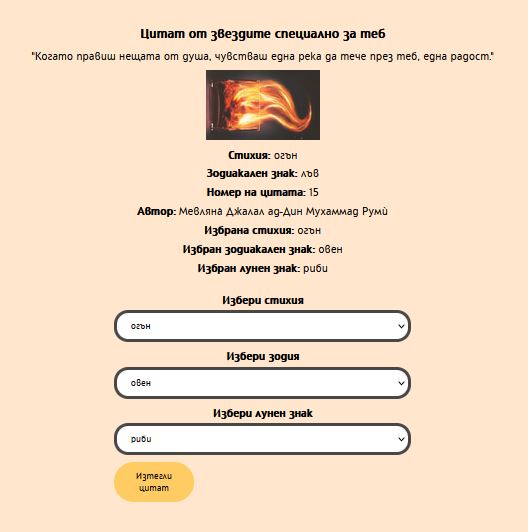 Цитат от звездите специално за теб
"Когато правиш нещата от душа, чувстваш една река да тече през теб, една радост."
Стихия: огън
Зодиакален знак: лъв
Номер на цитата: 15
Автор: Мевляна Джалал ад-Дин Мухаммад Румѝ
Избрана стихия: огън
Избран зодиакален знак: овен
Избран лунен знак: риби
Избери стихия
огън
Избери зодия
овен
Избери лунен знак
риби
Изтегли
цитат